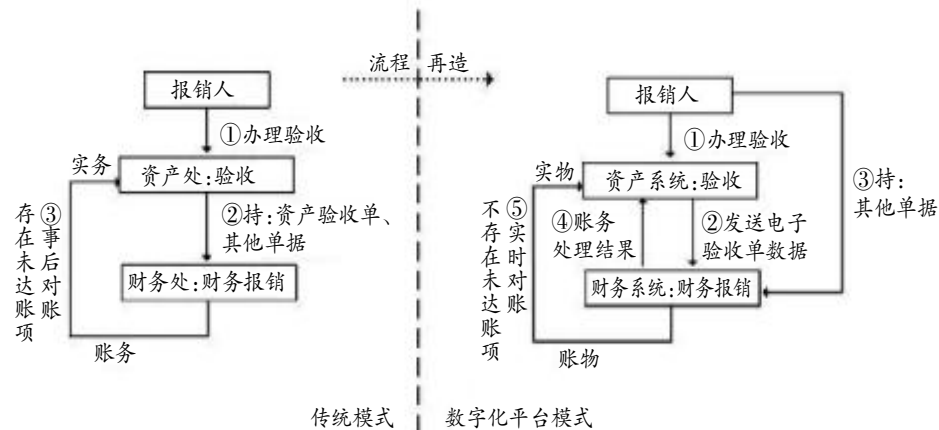 流程 再造
报销人
①办理验收
实务
资产处:验收
②持:资产验收单、
其他单据
③事后对账
存在未达账项
财务处:财务报销
账务
传统模式
报销人
①办理验收
实物
资产系统:验收
③持:
其他单据
④账务
处理结果
②发送电子
验收单数据
⑤实时对账
不存在未达账项
财务系统:财务报销
账物
数字化平台模式